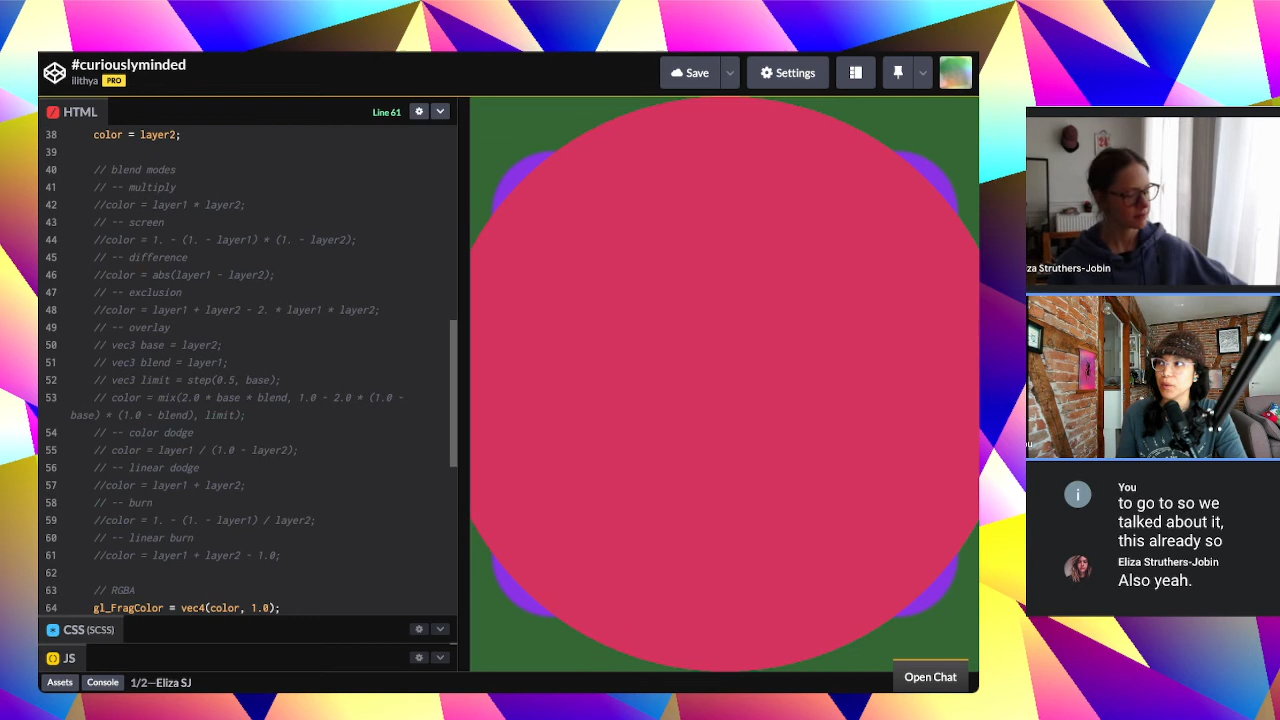 #curiouslyminded
ilithya PRO
Save
Settings
HTML
Line 61
38 color = layer2;
39
40 // blend modes
41 // -- multiply
42 //color = layer1 * layer2;
43 // -- screen
44 //color = 1. - (1. - layer1) * (1. - layer2);
45 // -- difference
46 //color = abs(layer1 - layer2);
47 // -- exclusion
48 //color = layer1 + layer2 - 2. * layer1 * layer2;
49 // -- overlay
50 // vec3 base = layer2;
51 // vec3 blend = layer1;
52 // vec3 limit = step(0.5, base);
53 // color = mix(2.0 * base * blend, 1.0 - 2.0 * (1.0 -
base) * (1.0 - blend), limit);
54 // -- color dodge
55 // color = layer1 / (1.0 - layer2);
56 // -- linear dodge
57 //color = layer1 + layer2;
58 // -- burn
59 //color = 1. - (1. - layer1) / layer2;
60 // -- linear burn
61 //color = layer1 + layer2 - 1.0;
62
63 // RGBA
64 gl_FragColor = vec4(color, 1.0);
CSS (SCSS)
JS
Assets
Console
1/2—Eliza SJ
Open Chat
iza Struthers-Jobin
You
to go to so we
talked about it,
this already so
Eliza Struthers-Jobin
Also yeah.